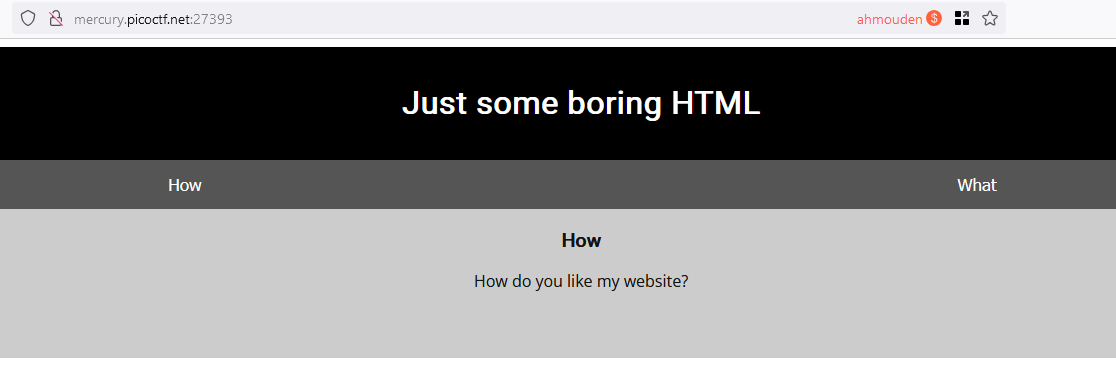 mercury.picoctf.net:27393 ahmouden $
Just some boring HTML
How What
How
How do you like my website?